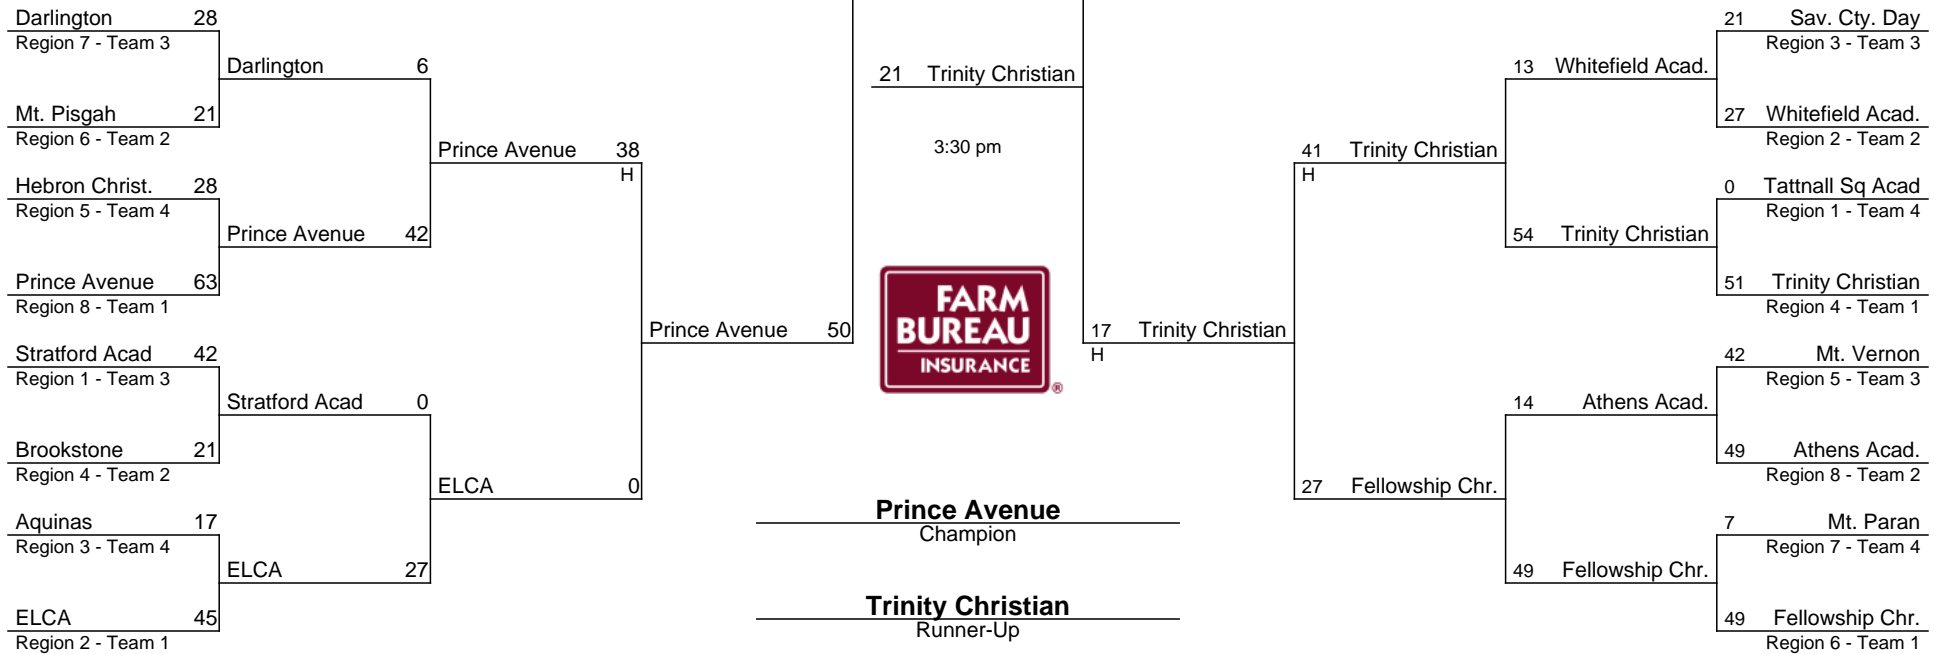 Darlington 28
Region 7 - Team 3
Darlington 6
Mt. Pisgah 21
Region 6 - Team 2
Prince Avenue 38
H
Hebron Christ. 28
Region 5 - Team 4
Prince Avenue 42
Prince Avenue 63
Region 8 - Team 1
Prince Avenue 50
Stratford Acad 42
Region 1 - Team 3
Stratford Acad 0
Brookstone 21
Region 4 - Team 2
ELCA 0
Aquinas 17
Region 3 - Team 4
ELCA 27
ELCA 45
Region 2 - Team 1
21 Trinity Christian
3:30 pm
FARM
BUREAU
INSURANCE
®
Prince Avenue
Champion
Trinity Christian
Runner-Up
17 Trinity Christian
H
41 Trinity Christian
H
27 Fellowship Chr.
13 Whitefield Acad.
54 Trinity Christian
14 Athens Acad.
49 Fellowship Chr.
21 Sav. Cty. Day
Region 3 - Team 3
27 Whitefield Acad.
Region 2 - Team 2
0 Tattnall Sq Acad
Region 1 - Team 4
51 Trinity Christian
Region 4 - Team 1
42 Mt. Vernon
Region 5 - Team 3
49 Athens Acad.
Region 8 - Team 2
7 Mt. Paran
Region 7 - Team 4
49 Fellowship Chr.
Region 6 - Team 1